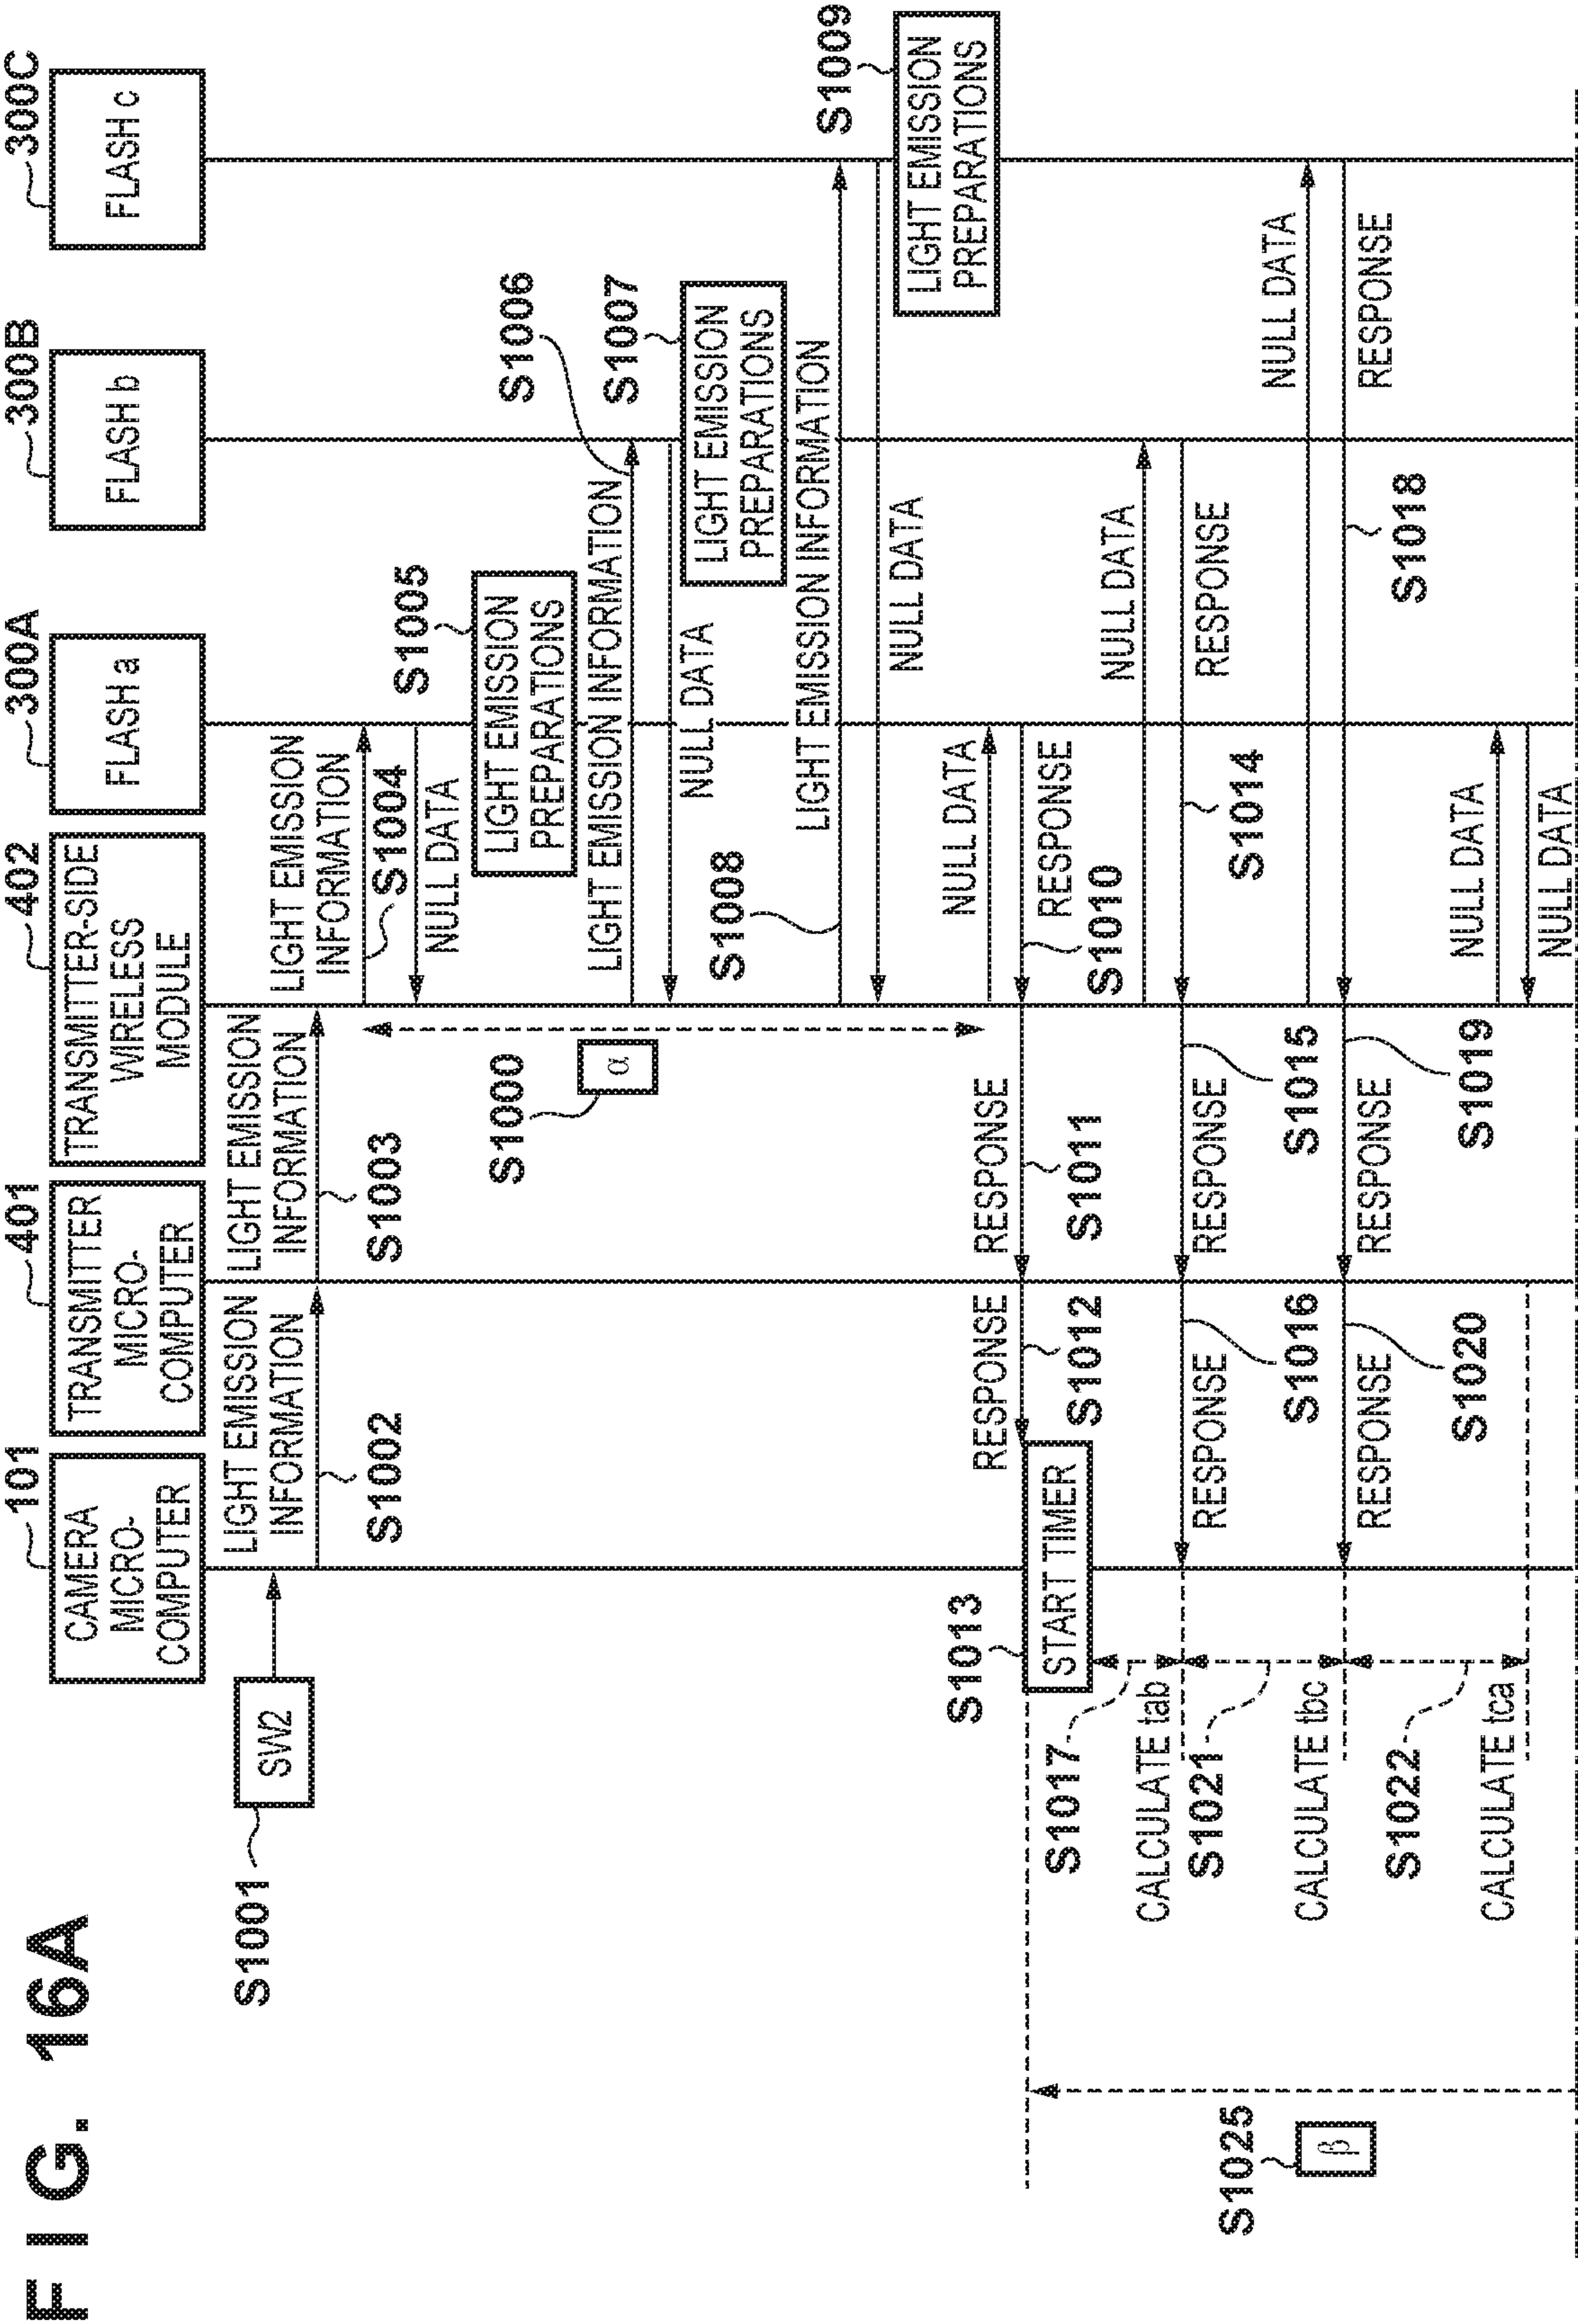 FIG. 16A
101
CAMERA
MICRO-
COMPUTER
401
TRANSMITTER
MICRO-
COMPUTER
402
TRANSMITTER-SIDE
WIRELESS
MODULE
300A
FLASH a
300B
FLASH b
300C
FLASH c
S1001
SW2
LIGHT EMISSION
INFORMATION
S1002
LIGHT EMISSION
INFORMATION
S1003
LIGHT EMISSION
INFORMATION
S1004
NULL DATA
S1005
LIGHT EMISSION
PREPARATIONS
S1000
α
LIGHT EMISSION INFORMATION
S1006
NULL DATA
S1007
LIGHT EMISSION
PREPARATIONS
S1008
LIGHT EMISSION INFORMATION
NULL DATA
S1009
LIGHT EMISSION
PREPARATIONS
NULL DATA
RESPONSE
S1010
RESPONSE
S1011
RESPONSE
S1012
S1013
START TIMER
NULL DATA
RESPONSE
S1014
RESPONSE
S1015
RESPONSE
S1016
S1017
CALCULATE tab
NULL DATA
RESPONSE
S1018
RESPONSE
S1019
RESPONSE
S1020
S1021
CALCULATE tbc
NULL DATA
NULL DATA
S1022
CALCULATE tca
S1025
β